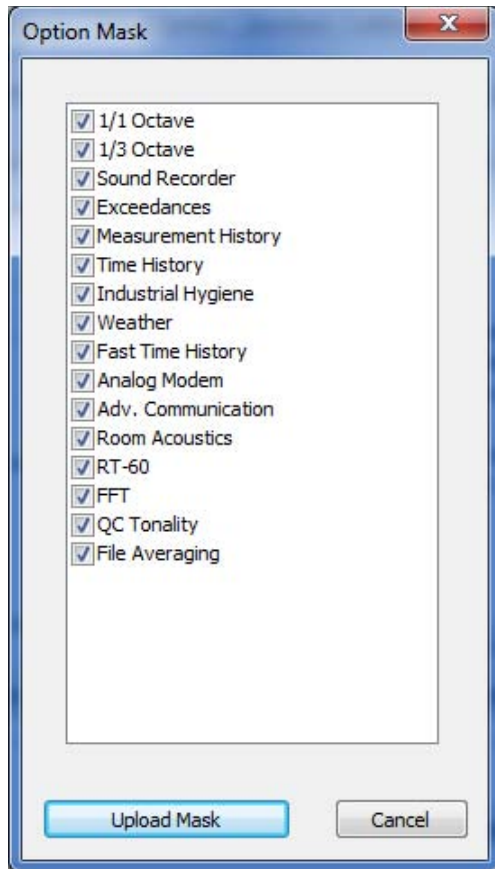 Option Mask
1/1 Octave
1/3 Octave
Sound Recorder
Exceedances
Measurement History
Time History
Industrial Hygiene
Weather
Fast Time History
Analog Modem
Adv. Communication
Room Acoustics
RT-60
FFT
QC Tonality
File Averaging
Upload Mask
Cancel